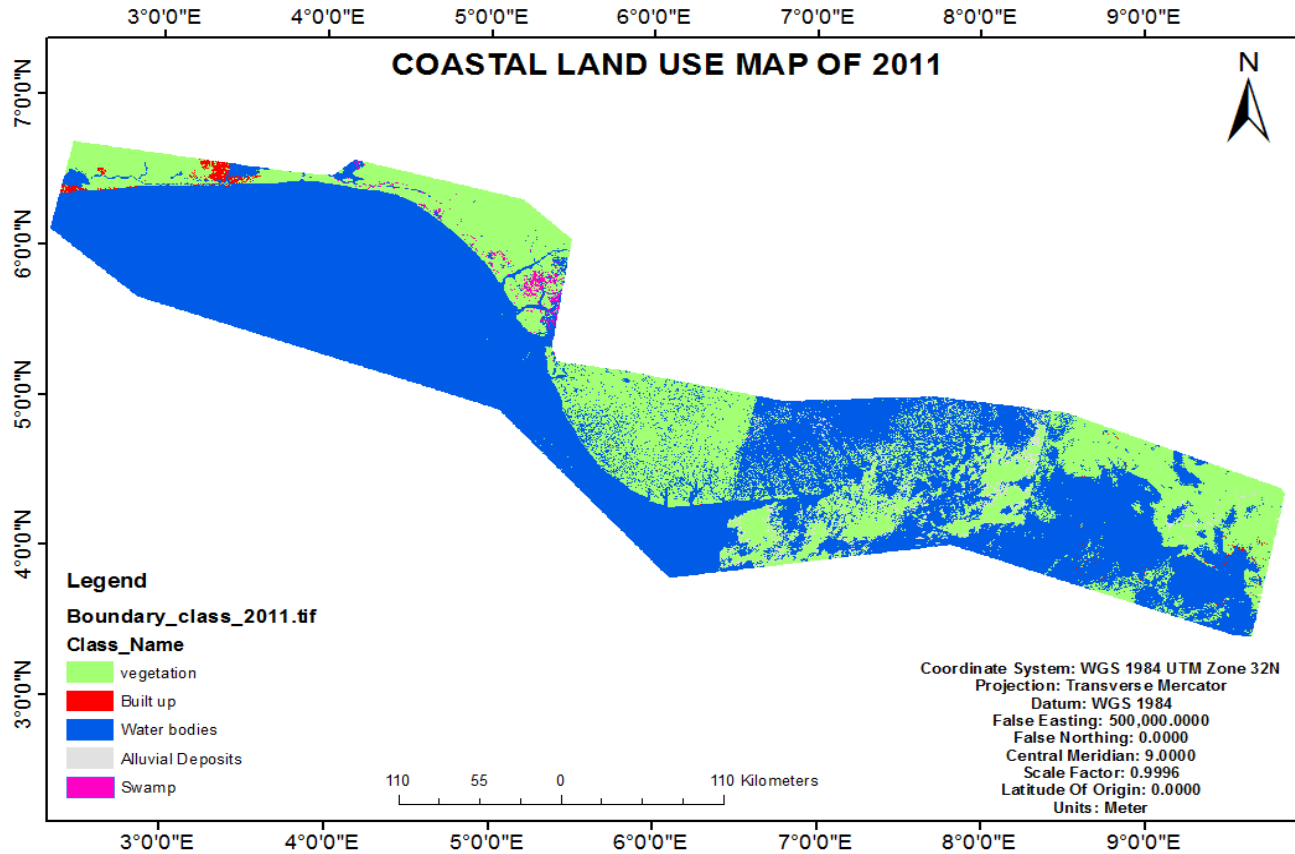 3°0'0"E 4°0'0"E 5°0'0"E 6°0'0"E 7°0'0"E 8°0'0"E 9°0'0"E
COASTAL LAND USE MAP OF 2011
N
7°0'0"N
6°0'0"N
5°0'0"N
4°0'0"N
3°0'0"N
Legend
Boundary_class_2011.tif
Class_Name
vegetation
Built up
Water bodies
Alluvial Deposits
Swamp
110 55 0 110 Kilometers
Coordinate System: WGS 1984 UTM Zone 32N
Projection: Transverse Mercator
Datum: WGS 1984
False Easting: 500,000.0000
False Northing: 0.0000
Central Meridian: 9.0000
Scale Factor: 0.9996
Latitude Of Origin: 0.0000
Units: Meter
3°0'0"E 4°0'0"E 5°0'0"E 6°0'0"E 7°0'0"E 8°0'0"E 9°0'0"E